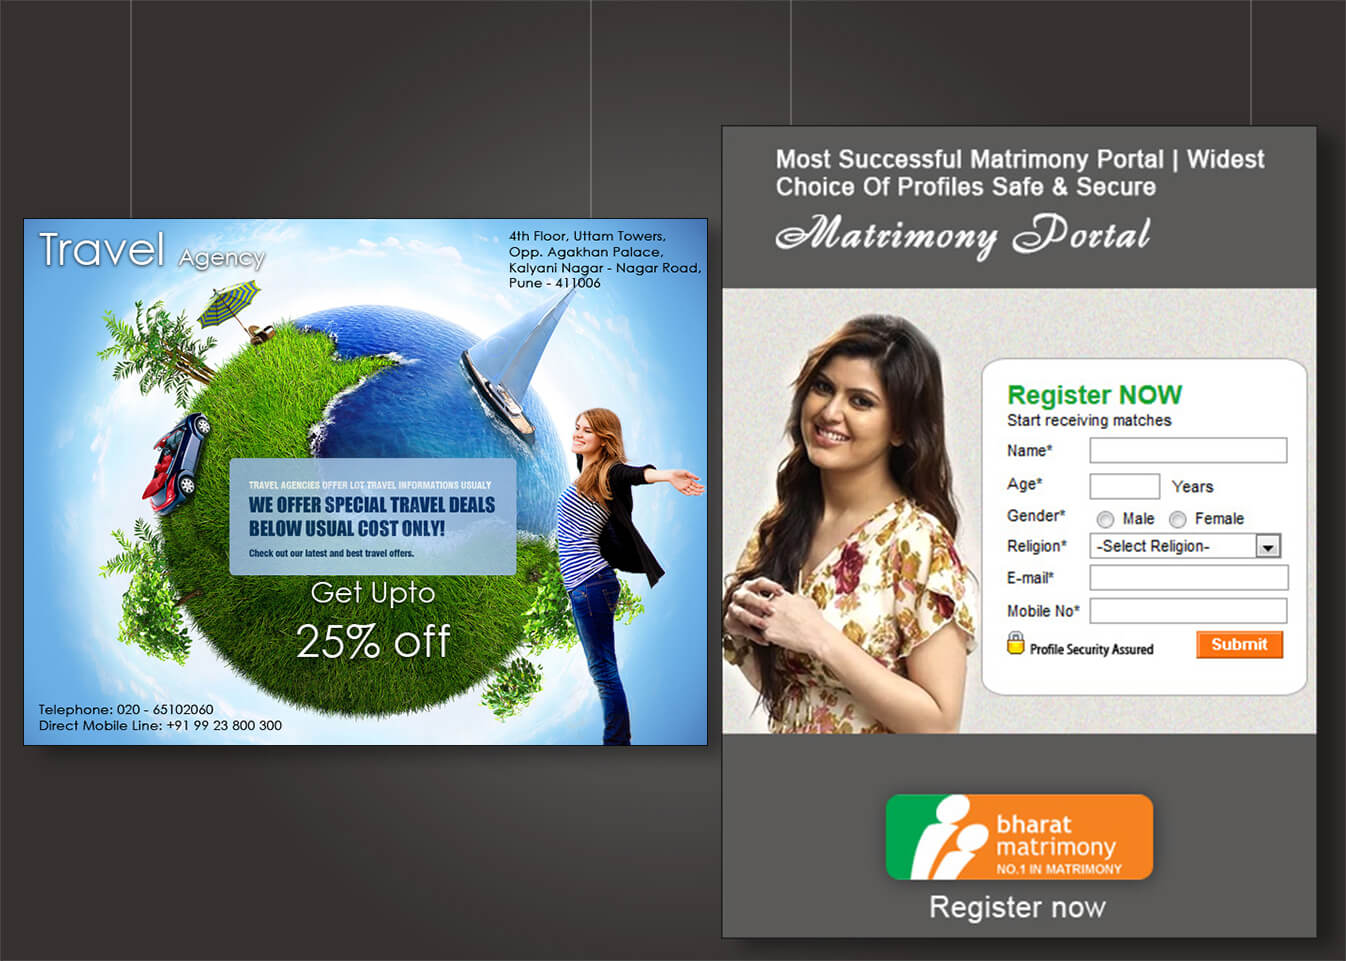 Travel Agency
4th Floor, Uttam Towers,
Opp. Agakhan Palace,
Kalyani Nagar - Nagar Road,
Pune - 411006
TRAVEL AGENCIES OFFER LOT TRAVEL INFORMATIONS USUALY
WE OFFER SPECIAL TRAVEL DEALS
BELOW USUAL COST ONLY!
Check out our latest and best travel offers.
Get Upto
25% off
Telephone: 020 - 65102060
Direct Mobile Line: +91 99 23 800 300
Most Successful Matrimony Portal | Widest
Choice Of Profiles Safe & Secure
Matrimony Portal
Register NOW
Start receiving matches
Name*
Age* Years
Gender* Male Female
Religion* -Select Religion-
E-mail*
Mobile No*
Profile Security Assured Submit
bharat
matrimony
NO.1 IN MATRIMONY
Register now